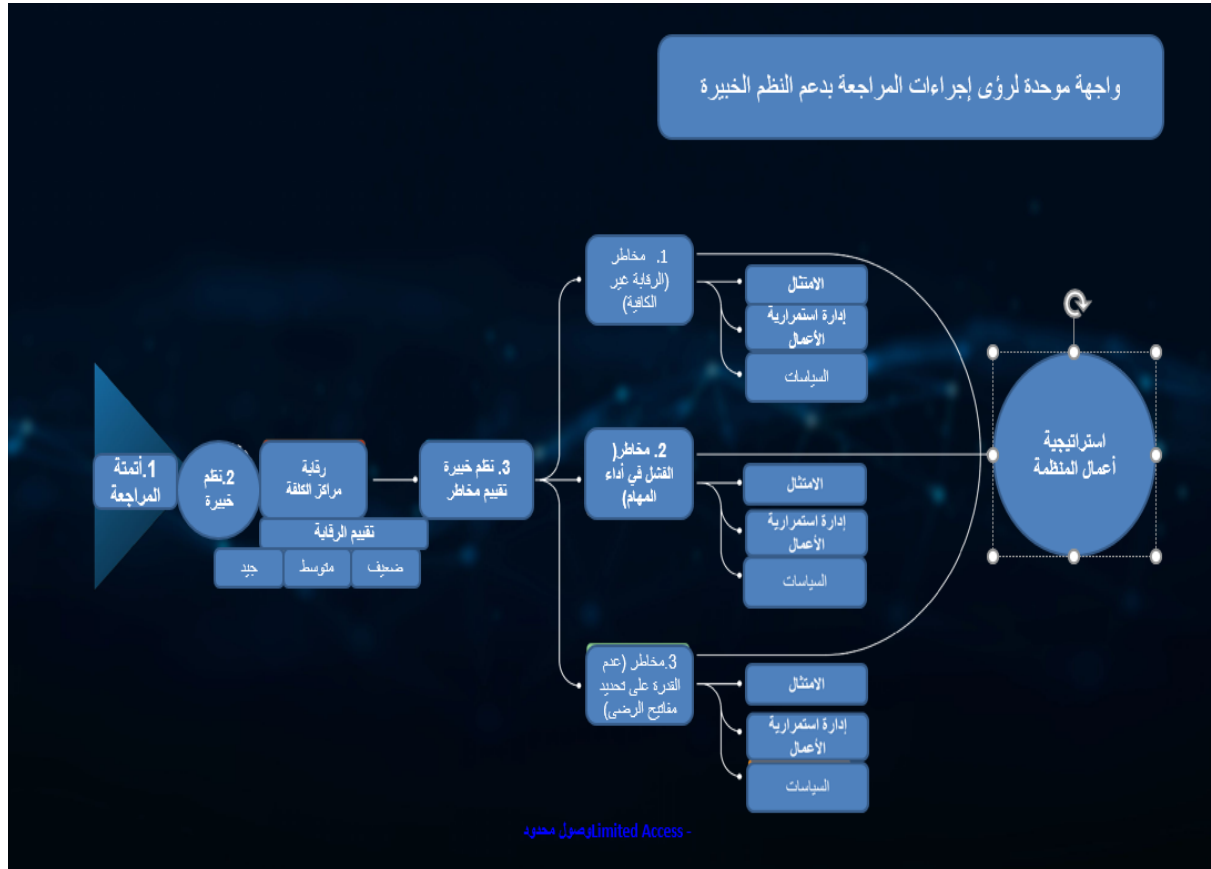 واجهة موحدة لرؤى إجراءات المراجعة بدعم النظم الخبيرة
استراتيجية
أعمال المنظمة
1. مخاطر
(الرقابة غير
الكافية)
الامتثال
إدارة استمرارية
الأعمال
السياسات
2. مخاطر(
الفشل في أداء
المهام)
الامتثال
إدارة استمرارية
الأعمال
السياسات
3.مخاطر (عدم
القدرة على تحديد
مفاتيح الرضى)
الامتثال
إدارة استمرارية
الأعمال
السياسات
3. نظم خبيرة
تقييم مخاطر
رقابة
مراكز الكلفة
تقييم الرقابة
ضعيف
متوسط
جيد
2.نظم
خبيرة
1.أتمتة
المراجعة
وصول محدودLimited Access -